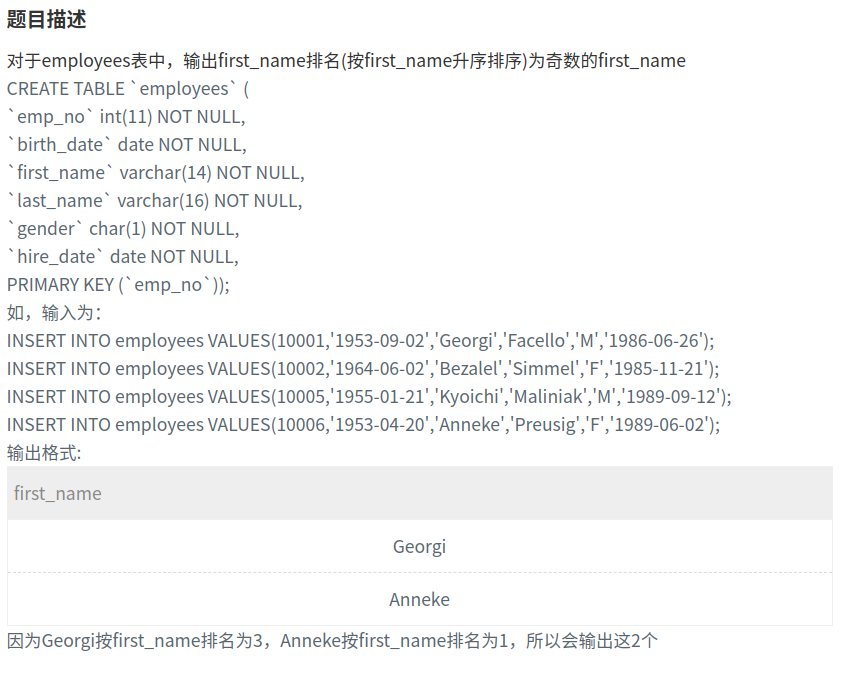 题目描述
对于employees表中，输出first_name排名(按first_name升序排序)为奇数的first_name
CREATE TABLE `employees` (
`emp_no` int(11) NOT NULL,
`birth_date` date NOT NULL,
`first_name` varchar(14) NOT NULL,
`last_name` varchar(16) NOT NULL,
`gender` char(1) NOT NULL,
`hire_date` date NOT NULL,
PRIMARY KEY (`emp_no`));
如，输入为：
INSERT INTO employees VALUES(10001,'1953-09-02','Georgi','Facello','M','1986-06-26');
INSERT INTO employees VALUES(10002,'1964-06-02','Bezalel','Simmel','F','1985-11-21');
INSERT INTO employees VALUES(10005,'1955-01-21','Kyoichi','Maliniak','M','1989-09-12');
INSERT INTO employees VALUES(10006,'1953-04-20','Anneke','Preusig','F','1989-06-02');
输出格式:
first_name
Georgi
Anneke
因为Georgi按first_name排名为3，Anneke按first_name排名为1，所以会输出这2个